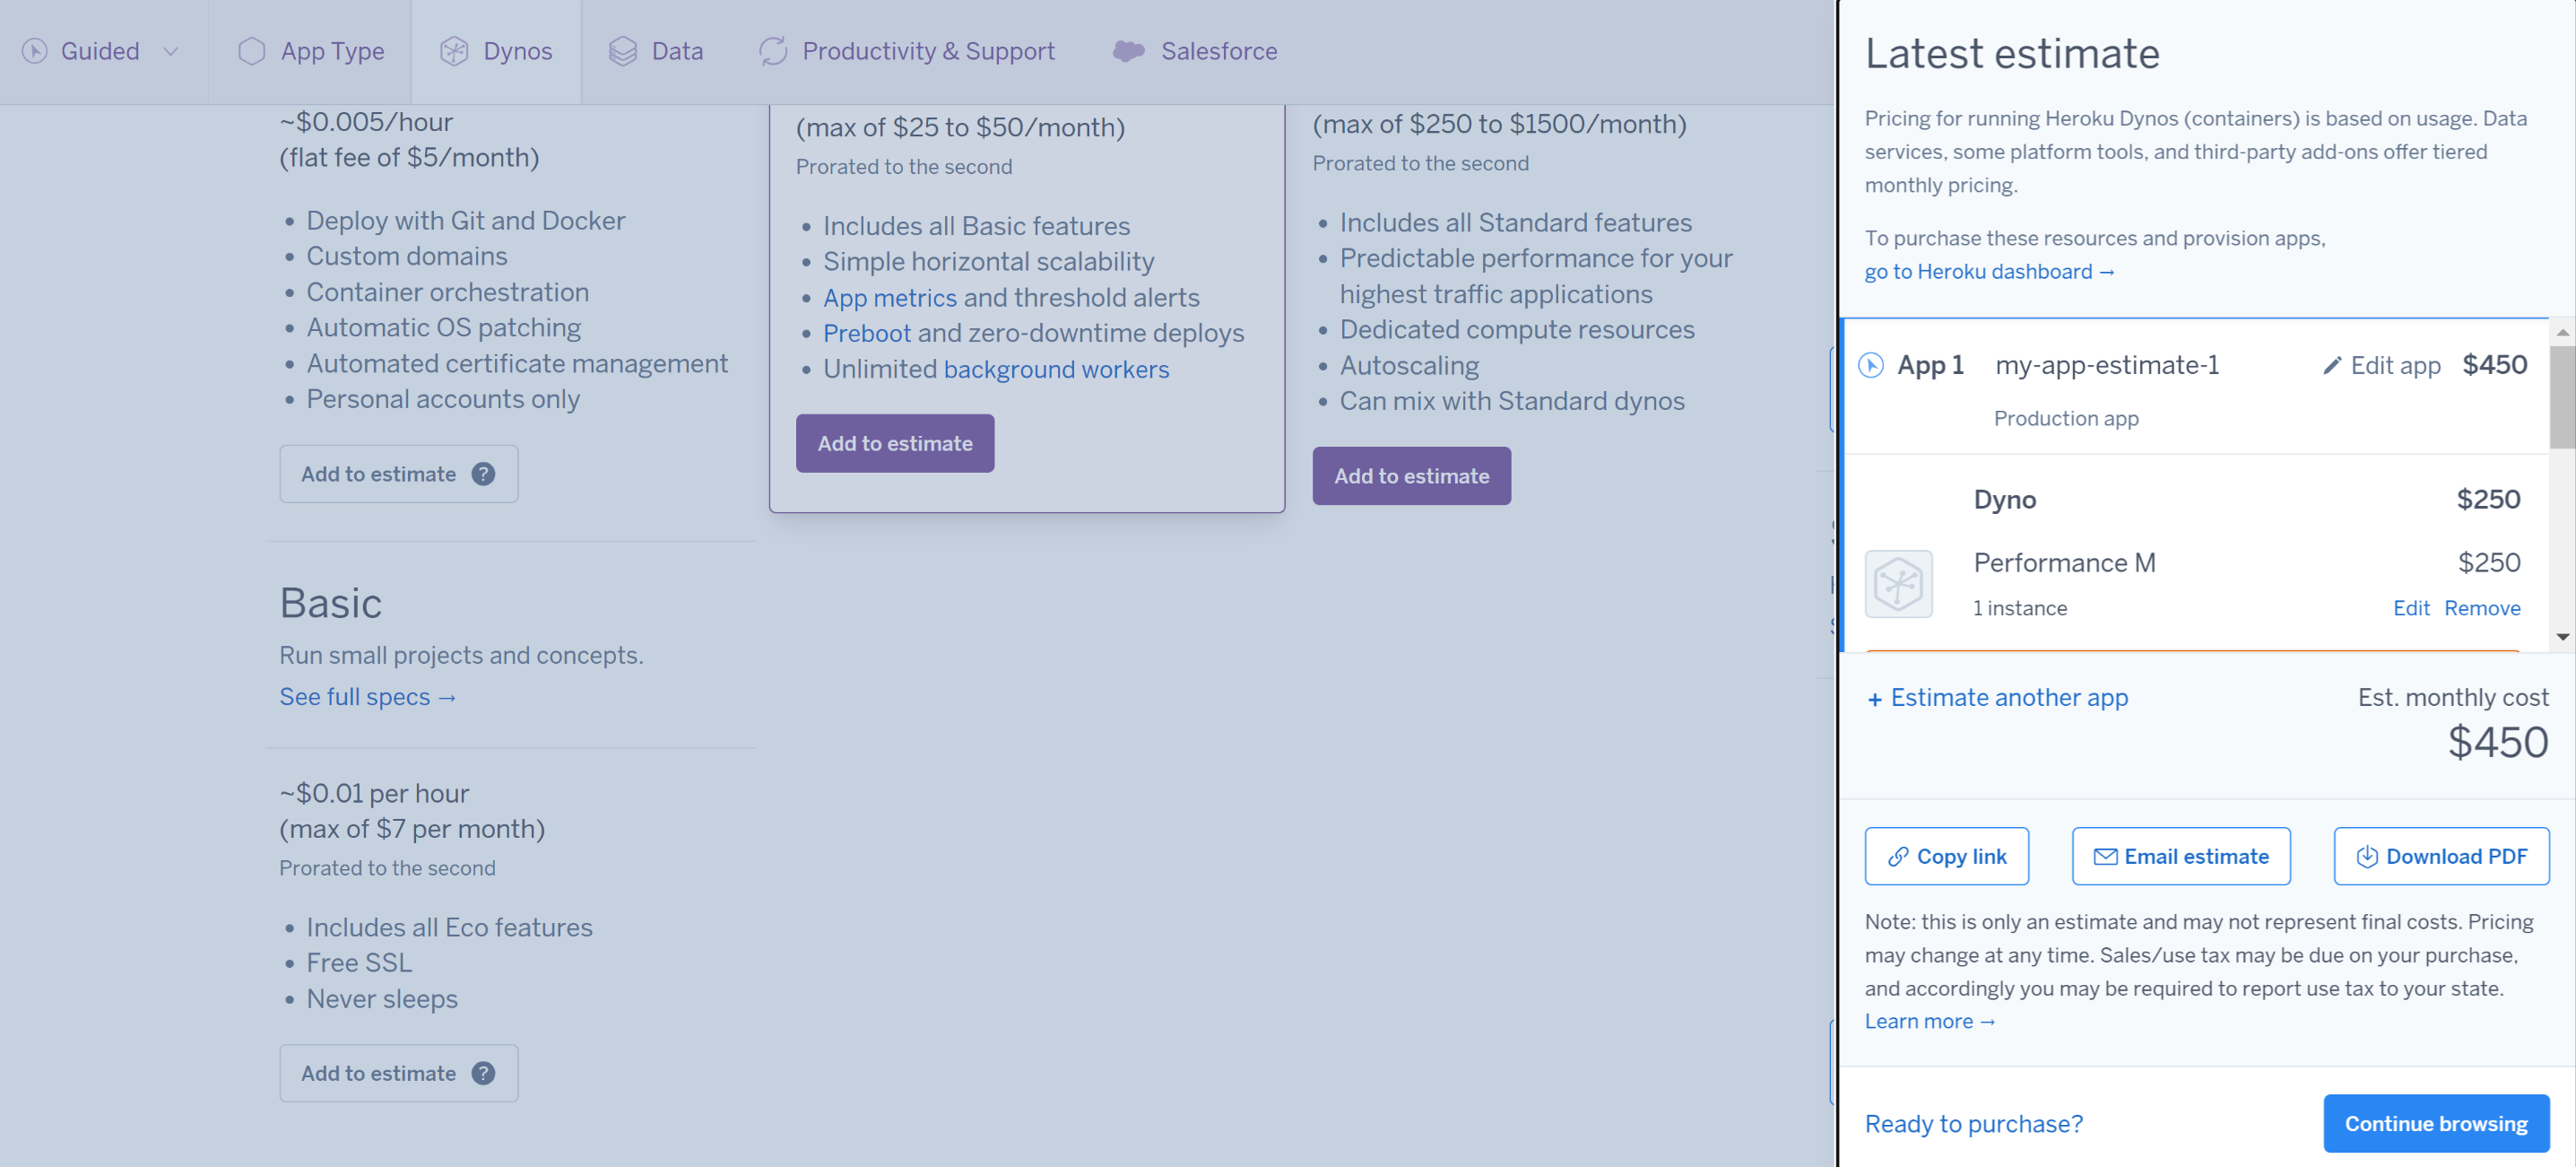 Guided
App Type
Dynos
Data
Productivity & Support
Salesforce
~$0.005/hour
(flat fee of $5/month)
• Deploy with Git and Docker
• Custom domains
• Container orchestration
• Automatic OS patching
• Automated certificate management
• Personal accounts only
Add to estimate ?
Basic
Run small projects and concepts.
See full specs →
~$0.01 per hour
(max of $7 per month)
Prorated to the second
• Includes all Eco features
• Free SSL
• Never sleeps
Add to estimate ?
(max of $25 to $50/month)
Prorated to the second
• Includes all Basic features
• Simple horizontal scalability
• App metrics and threshold alerts
• Preboot and zero-downtime deploys
• Unlimited background workers
Add to estimate
(max of $250 to $1500/month)
Prorated to the second
• Includes all Standard features
• Predictable performance for your
highest traffic applications
• Dedicated compute resources
• Autoscaling
• Can mix with Standard dynos
Add to estimate
Latest estimate
Pricing for running Heroku Dynos (containers) is based on usage. Data
services, some platform tools, and third-party add-ons offer tiered
monthly pricing.
To purchase these resources and provision apps,
go to Heroku dashboard →
App 1 my-app-estimate-1 Edit app $450
Production app
Dyno $250
Performance M $250
1 instance Edit Remove
+ Estimate another app Est. monthly cost
$450
Copy link
Email estimate
Download PDF
Note: this is only an estimate and may not represent final costs. Pricing
may change at any time. Sales/use tax may be due on your purchase,
and accordingly you may be required to report use tax to your state.
Learn more →
Ready to purchase?
Continue browsing